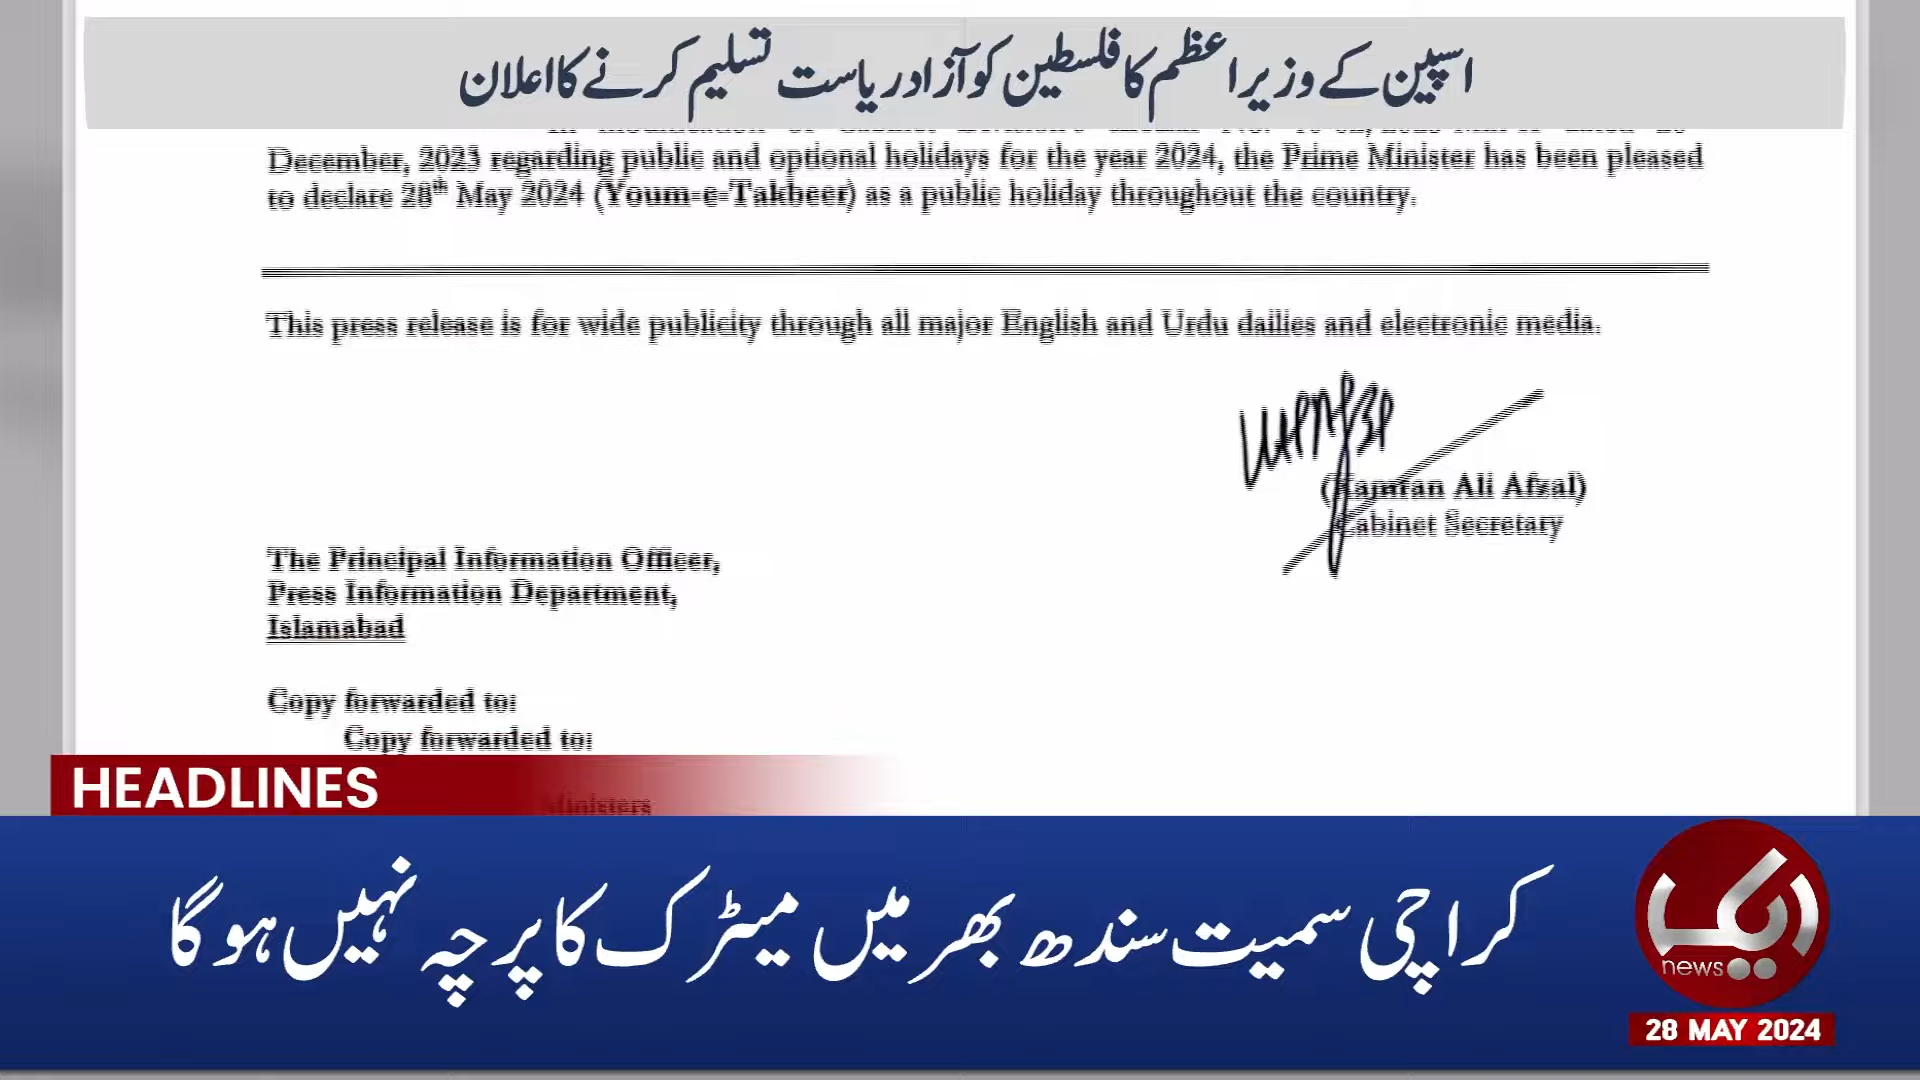 اسپین کے وزیراعظم کا فلسطین کو آزاد ریاست تسلیم کرنے کا اعلان
December, 2023 regarding public and optional holidays for the year 2024, the Prime Minister has been pleased
to declare 28th May 2024 (Youm-e-Takbeer) as a public holiday throughout the country.
This press release is for wide publicity through all major English and Urdu dailies and electronic media.
(Kamran Ali Afzal)
Cabinet Secretary
The Principal Information Officer,
Press Information Department,
Islamabad
Copy forwarded to:
Copy forwarded to:
Ministers
HEADLINES
کراچی سمیت سندھ بھر میں میٹرک کا پرچہ نہیں ہوگا
ایک
news
28 MAY 2024